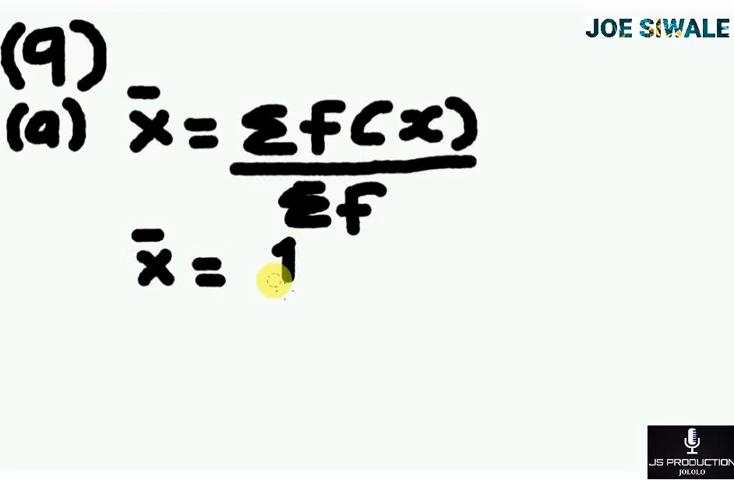 JOE SIWALE
(9)
(a) x̄ = Σf(x)
Σf
x̄ = 1
JS PRODUCTION
JOLOLO